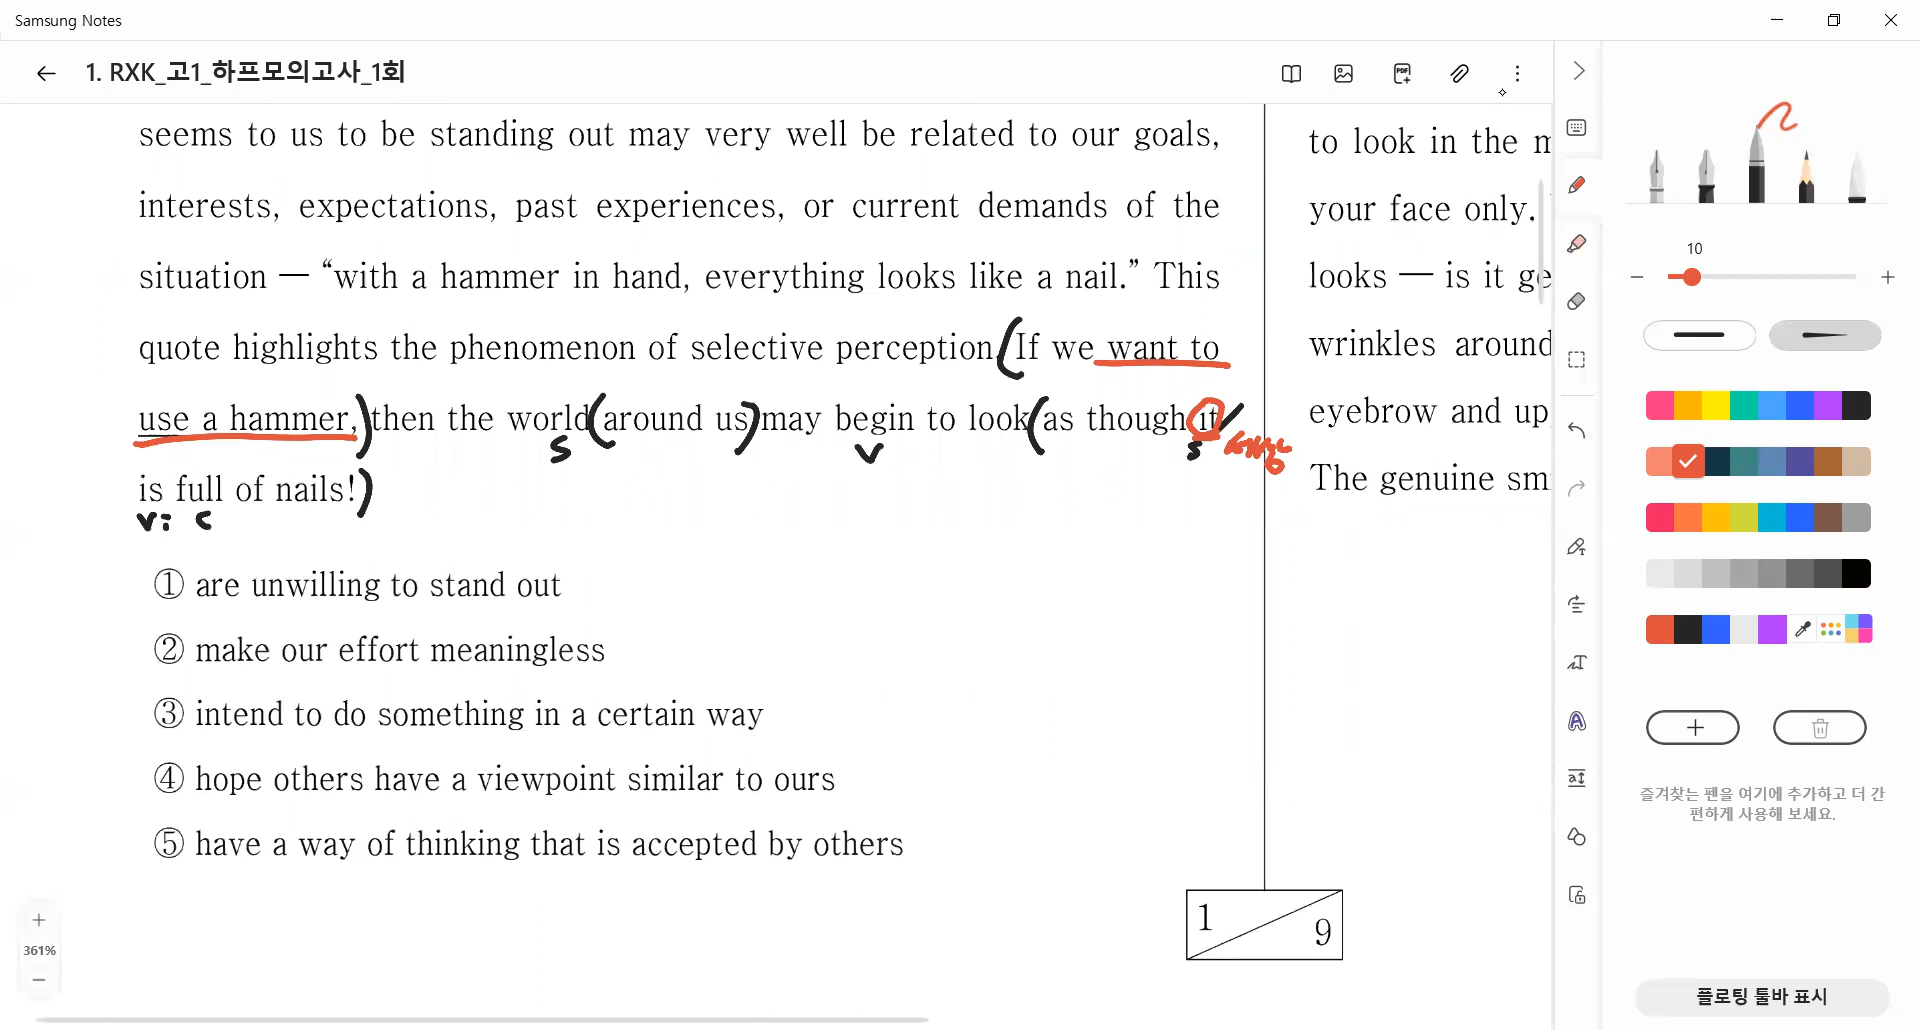 Samsung Notes
1. RXK_고1_하프모의고사_1회
seems to us to be standing out may very well be related to our goals,
interests, expectations, past experiences, or current demands of the
situation — “with a hammer in hand, everything looks like a nail.” This
quote highlights the phenomenon of selective perception. (If we want to
use a hammer,) then the world (around us) may begin to look (as though it /
S V S
is full of nails!)
Vi C
① are unwilling to stand out
② make our effort meaningless
③ intend to do something in a certain way
④ hope others have a viewpoint similar to ours
⑤ have a way of thinking that is accepted by others
1 / 9
to look in the m
your face only.
looks — is it ge
wrinkles around
eyebrow and up
The genuine smi
PDF
10
즐겨찾는 펜을 여기에 추가하고 더 간
편하게 사용해 보세요.
플로팅 툴바 표시
361%